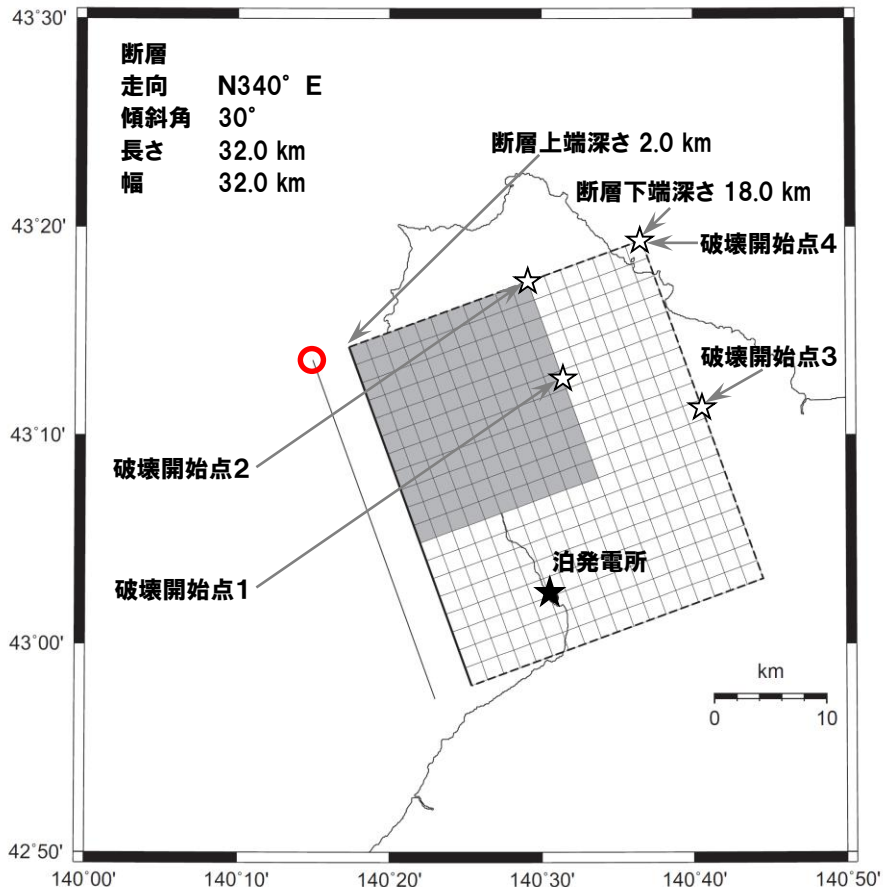 43°30'
断層
走向 N340° E
傾斜角 30°
長さ 32.0 km
幅 32.0 km
断層上端深さ 2.0 km
断層下端深さ 18.0 km
43°20'
破壊開始点4
破壊開始点3
43°10'
破壊開始点2
泊発電所
破壊開始点1
43°00'
km
0 10
42°50'
140°00' 140°10' 140°20' 140°30' 140°40' 140°50'